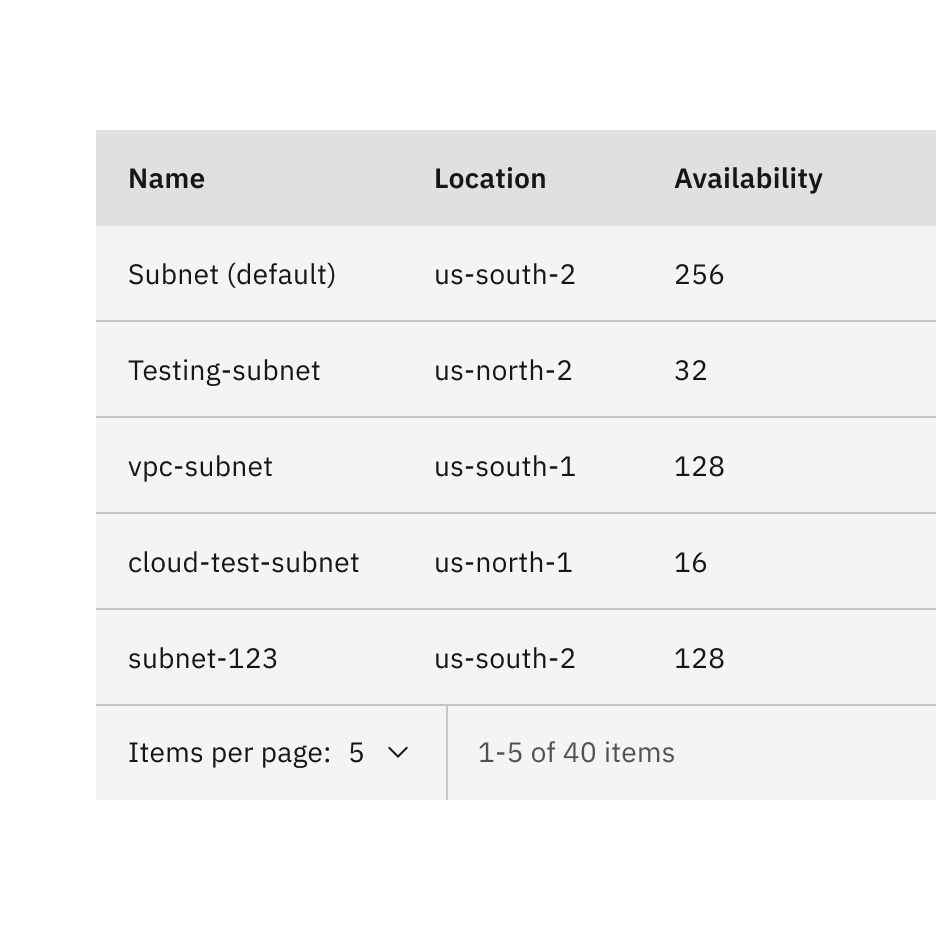 Name Location Availability
Subnet (default) us-south-2 256
Testing-subnet us-north-2 32
vpc-subnet us-south-1 128
cloud-test-subnet us-north-1 16
subnet-123 us-south-2 128
Items per page: 5 1-5 of 40 items